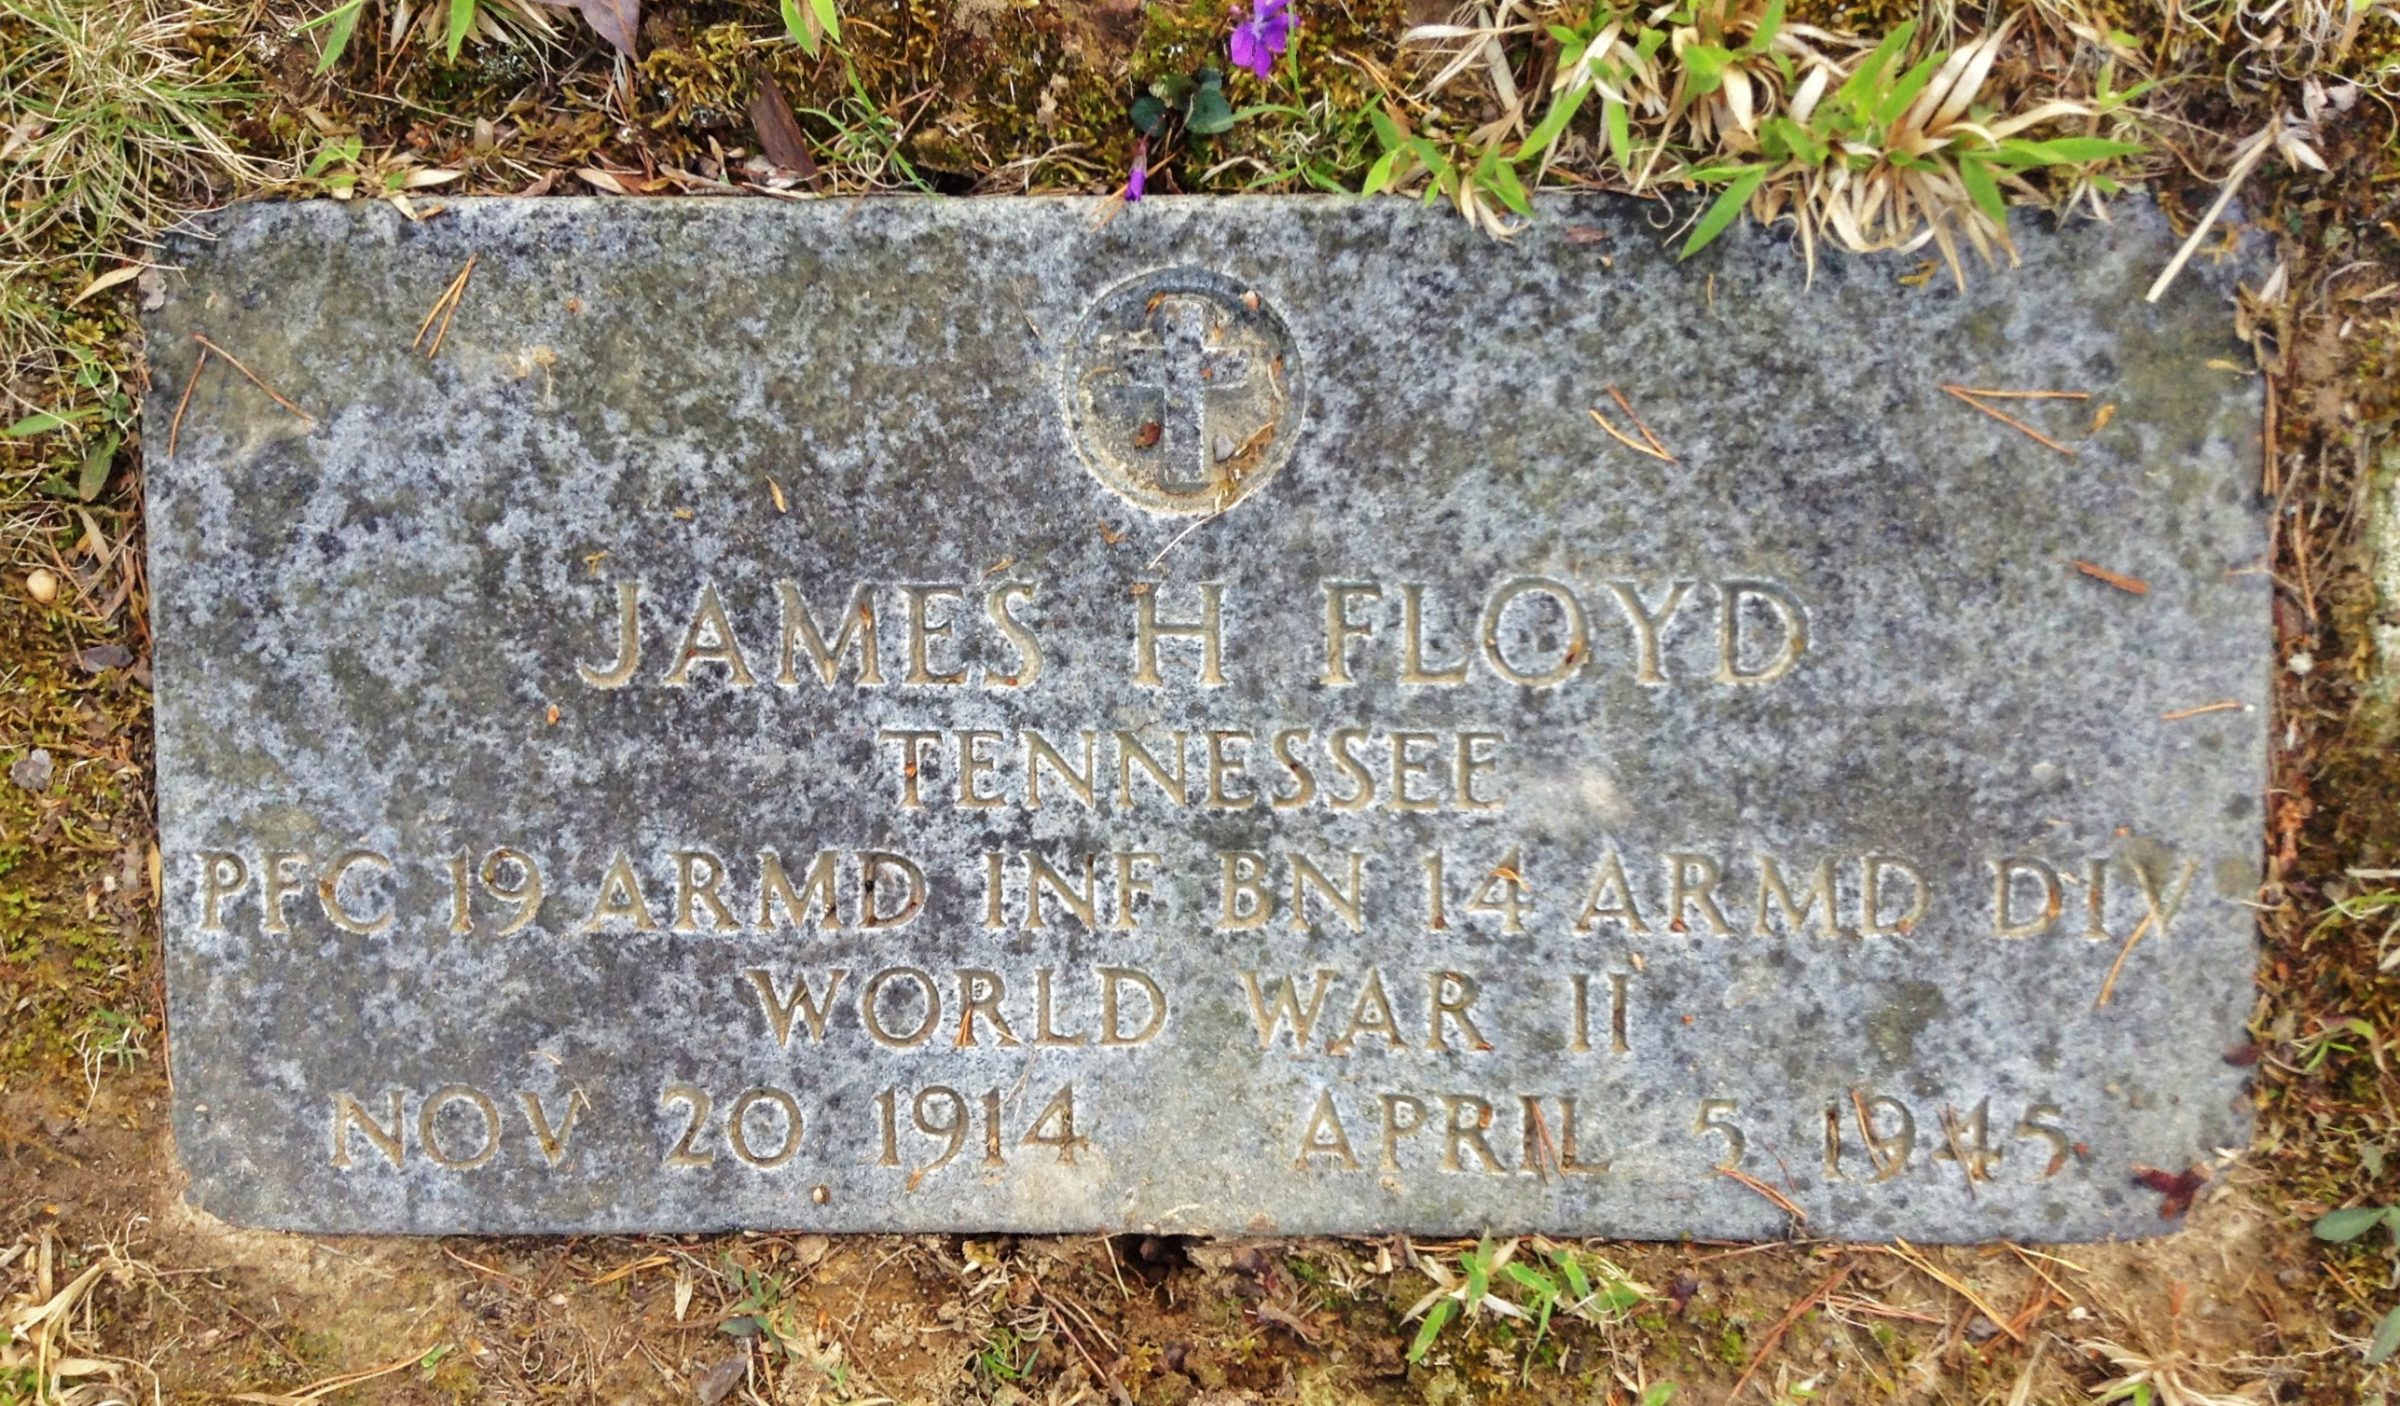 JAMES H FLOYD
TENNESSEE
PFC 19 ARMD INF BN 14 ARMD DIV
WORLD WAR II
NOV 20 1914 APRIL 5 1945